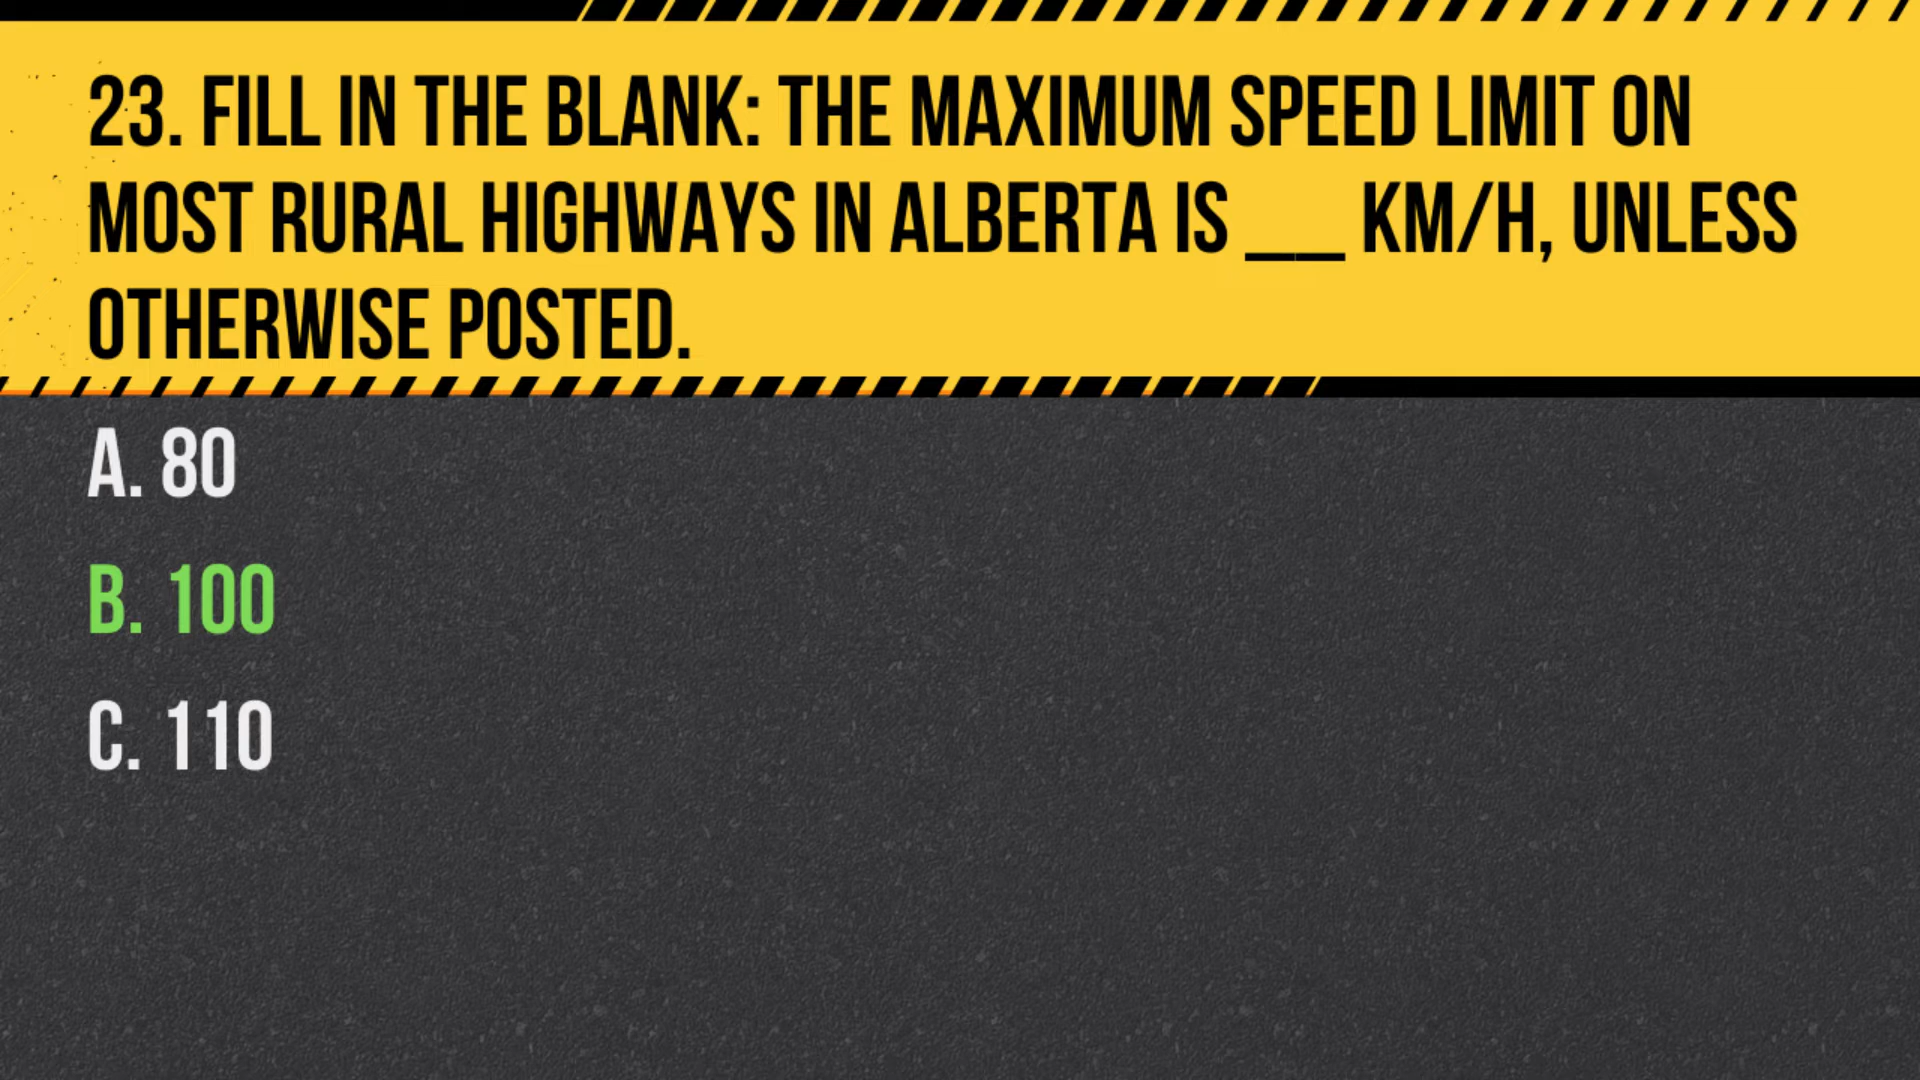 23. FILL IN THE BLANK: THE MAXIMUM SPEED LIMIT ON
MOST RURAL HIGHWAYS IN ALBERTA IS __ KM/H, UNLESS
OTHERWISE POSTED.
A. 80
B. 100
C. 110